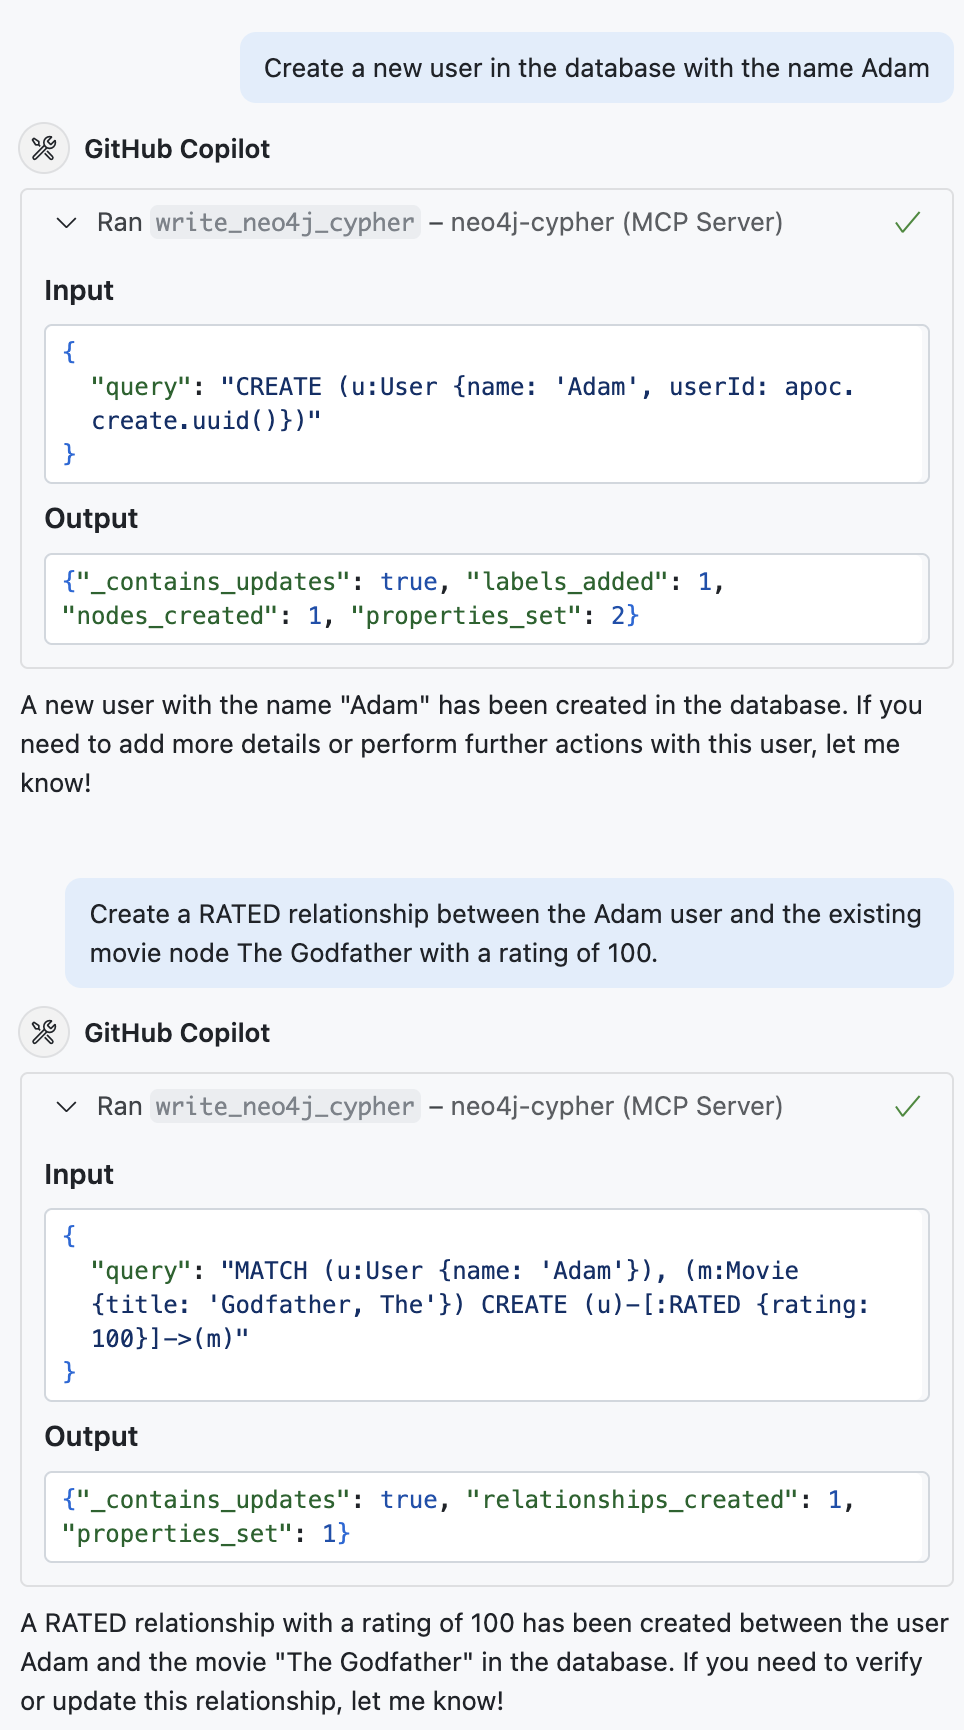 Create a new user in the database with the name Adam
GitHub Copilot
Ran write_neo4j_cypher – neo4j-cypher (MCP Server)
Input
{
"query": "CREATE (u:User {name: 'Adam', userId: apoc.
create.uuid()})"
}
Output
{"_contains_updates": true, "labels_added": 1,
"nodes_created": 1, "properties_set": 2}
A new user with the name "Adam" has been created in the database. If you
need to add more details or perform further actions with this user, let me
know!
Create a RATED relationship between the Adam user and the existing
movie node The Godfather with a rating of 100.
GitHub Copilot
Ran write_neo4j_cypher – neo4j-cypher (MCP Server)
Input
{
"query": "MATCH (u:User {name: 'Adam'}), (m:Movie
{title: 'Godfather, The'}) CREATE (u)-[:RATED {rating:
100}]->(m)"
}
Output
{"_contains_updates": true, "relationships_created": 1,
"properties_set": 1}
A RATED relationship with a rating of 100 has been created between the user
Adam and the movie "The Godfather" in the database. If you need to verify
or update this relationship, let me know!